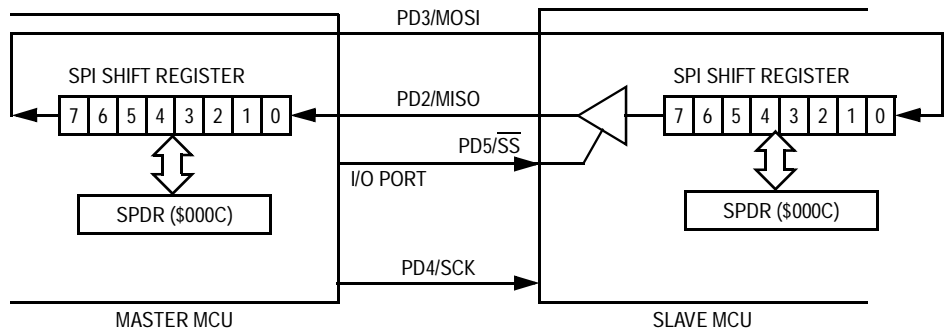 PD3/MOSI
SPI SHIFT REGISTER
SPI SHIFT REGISTER
7 6 5 4 3 2 1 0
PD2/MISO
7 6 5 4 3 2 1 0
PD5/S̅S̅
I/O PORT
SPDR ($000C)
SPDR ($000C)
PD4/SCK
MASTER MCU
SLAVE MCU